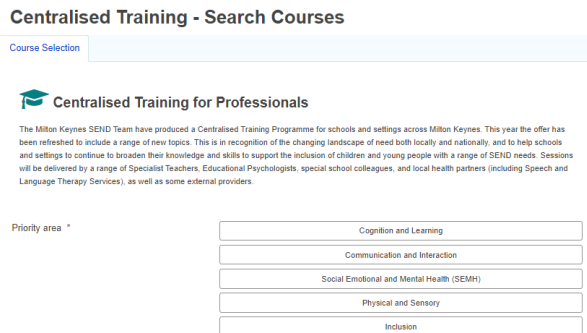 Centralised Training - Search Courses
Course Selection
Centralised Training for Professionals
The Milton Keynes SEND Team have produced a Centralised Training Programme for schools and settings across Milton Keynes. This year the offer has
been refreshed to include a range of new topics. This is in recognition of the changing landscape of need both locally and nationally, and to help schools
and settings to continue to broaden their knowledge and skills to support the inclusion of children and young people with a range of SEND needs. Sessions
will be delivered by a range of Specialist Teachers, Educational Psychologists, special school colleagues, and local health partners (including Speech and
Language Therapy Services), as well as some external providers.
Priority area *
Cognition and Learning
Communication and Interaction
Social Emotional and Mental Health (SEMH)
Physical and Sensory
Inclusion